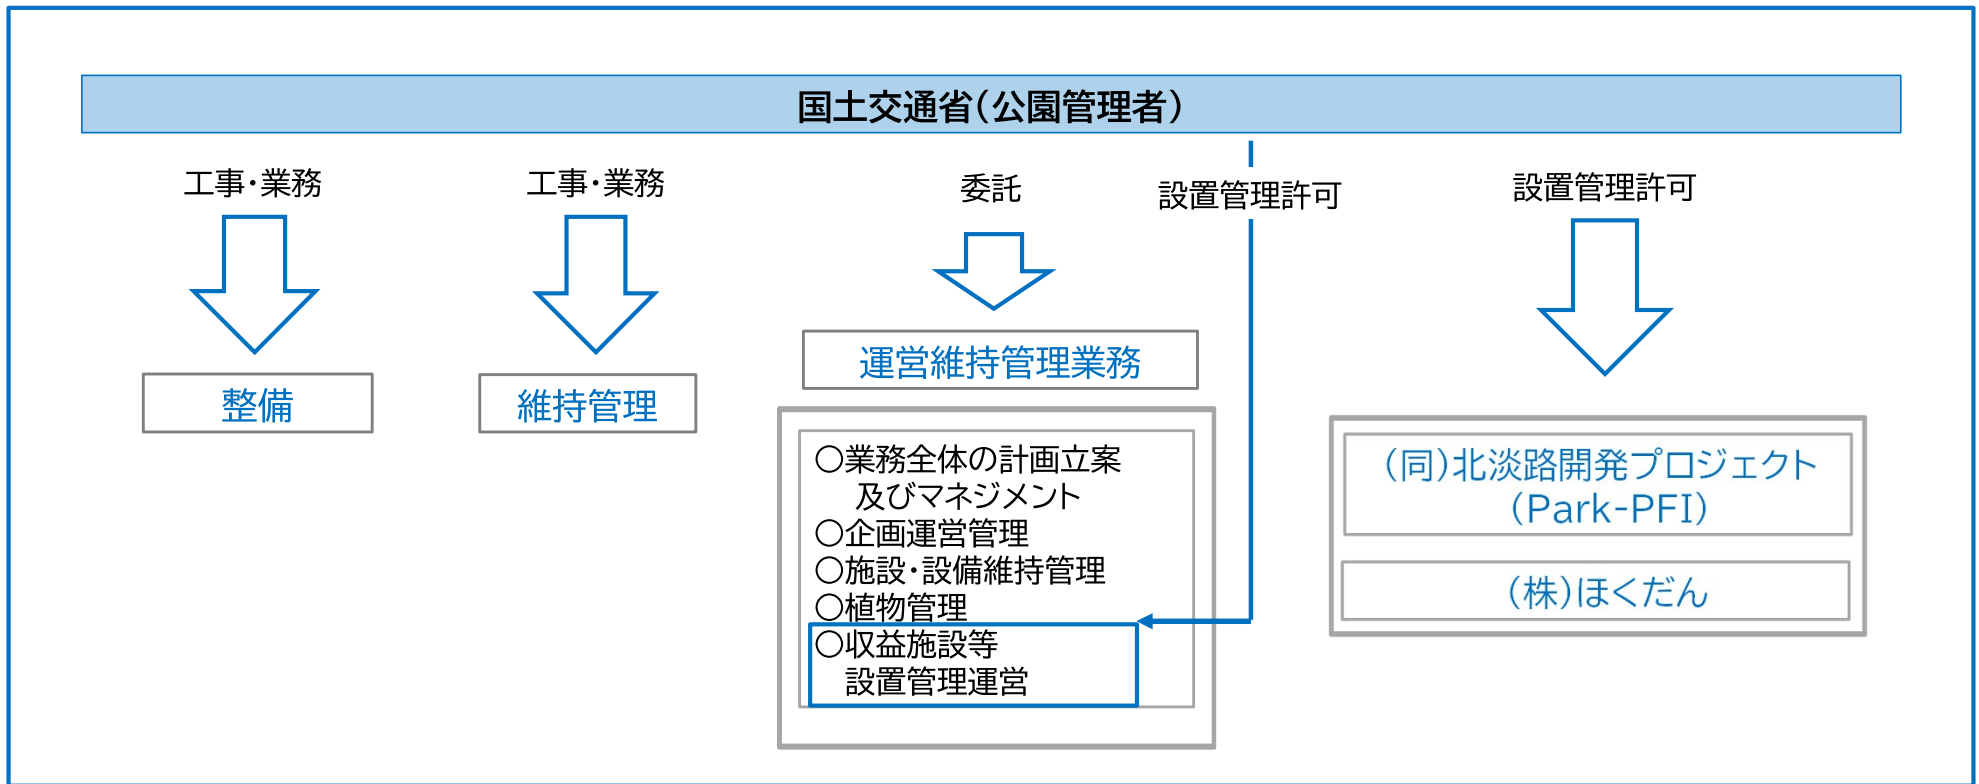 国土交通省(公園管理者)
工事・業務
工事・業務
委託
設置管理許可
設置管理許可
整備
維持管理
運営維持管理業務
○業務全体の計画立案
及びマネジメント
○企画運営管理
○施設・設備維持管理
○植物管理
○収益施設等
設置管理運営
(同)北淡路開発プロジェクト
(Park-PFI)
(株)ほくだん